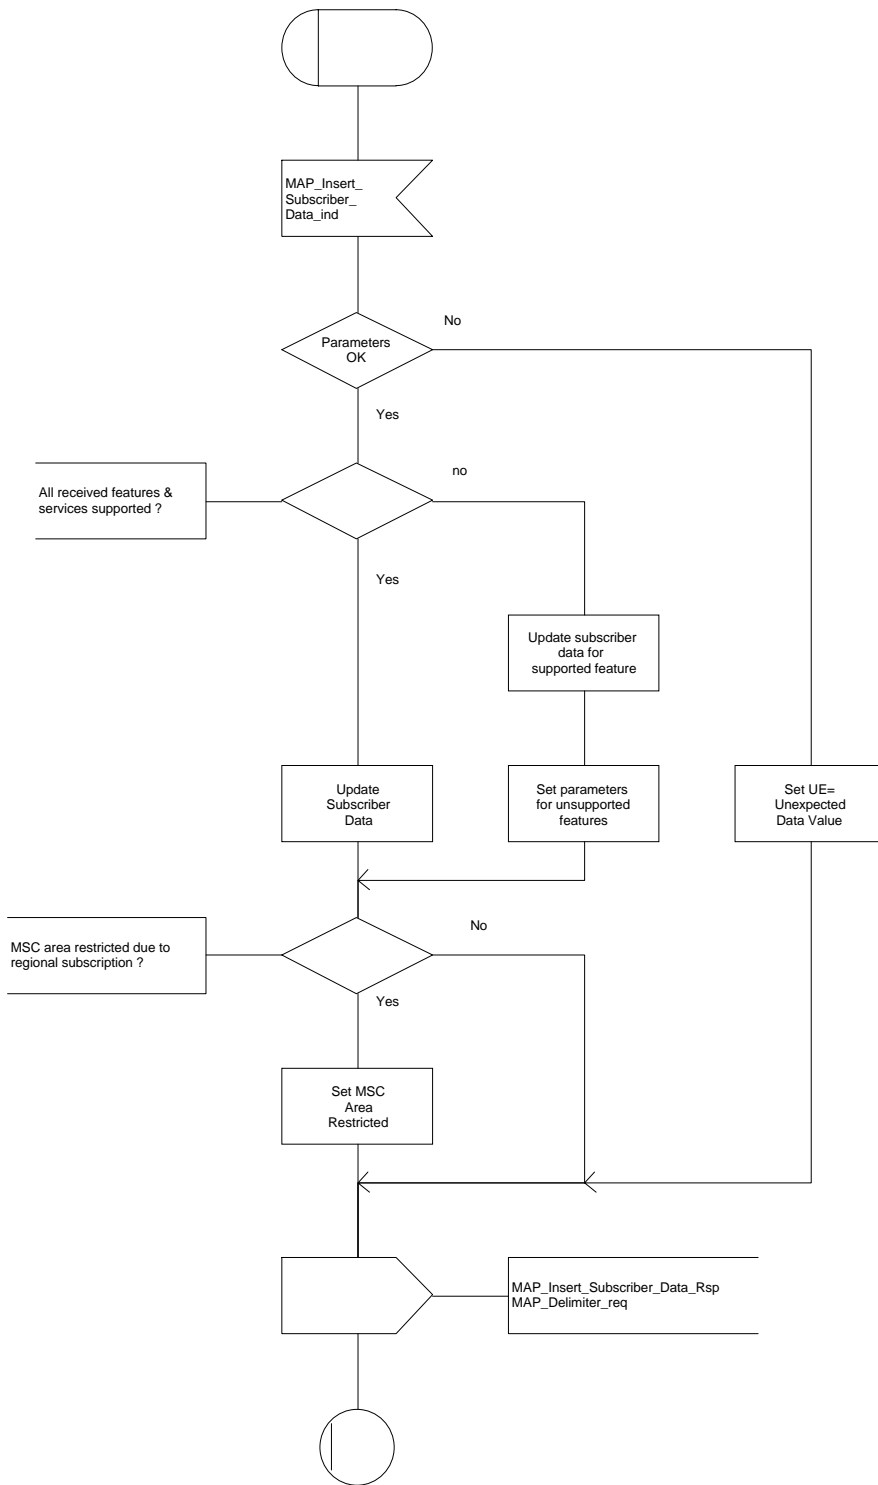 MAP_Insert_
Subscriber_
Data_ind
No
Parameters
OK
Yes
no
All received features &
services supported ?
Yes
Update subscriber
data for
supported feature
Update
Subscriber
Data
Set parameters
for unsupported
features
Set UE=
Unexpected
Data Value
No
MSC area restricted due to
regional subscription ?
Yes
Set MSC
Area
Restricted
MAP_Insert_Subscriber_Data_Rsp
MAP_Delimiter_req